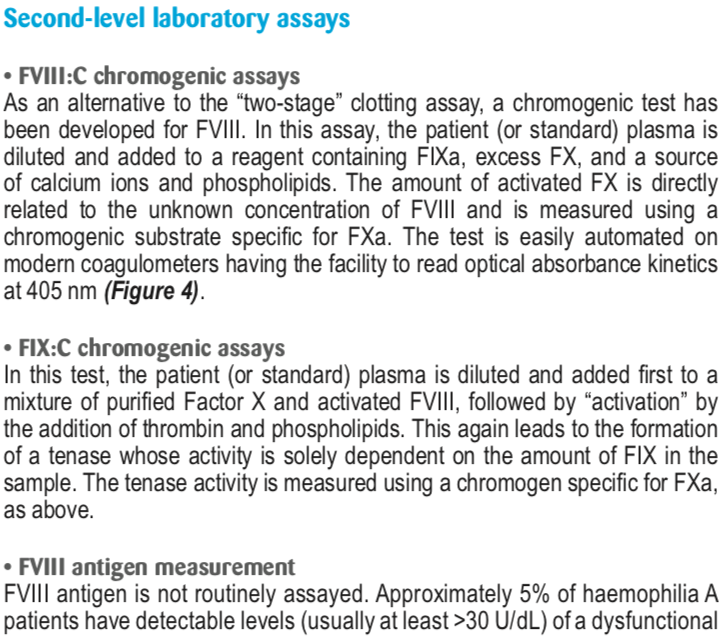 Second-level laboratory assays
• FVIII:C chromogenic assays
As an alternative to the “two-stage” clotting assay, a chromogenic test has
been developed for FVIII. In this assay, the patient (or standard) plasma is
diluted and added to a reagent containing FIXa, excess FX, and a source
of calcium ions and phospholipids. The amount of activated FX is directly
related to the unknown concentration of FVIII and is measured using a
chromogenic substrate specific for FXa. The test is easily automated on
modern coagulometers having the facility to read optical absorbance kinetics
at 405 nm (Figure 4).
• FIX:C chromogenic assays
In this test, the patient (or standard) plasma is diluted and added first to a
mixture of purified Factor X and activated FVIII, followed by “activation” by
the addition of thrombin and phospholipids. This again leads to the formation
of a tenase whose activity is solely dependent on the amount of FIX in the
sample. The tenase activity is measured using a chromogen specific for FXa,
as above.
• FVIII antigen measurement
FVIII antigen is not routinely assayed. Approximately 5% of haemophilia A
patients have detectable levels (usually at least >30 U/dL) of a dysfunctional